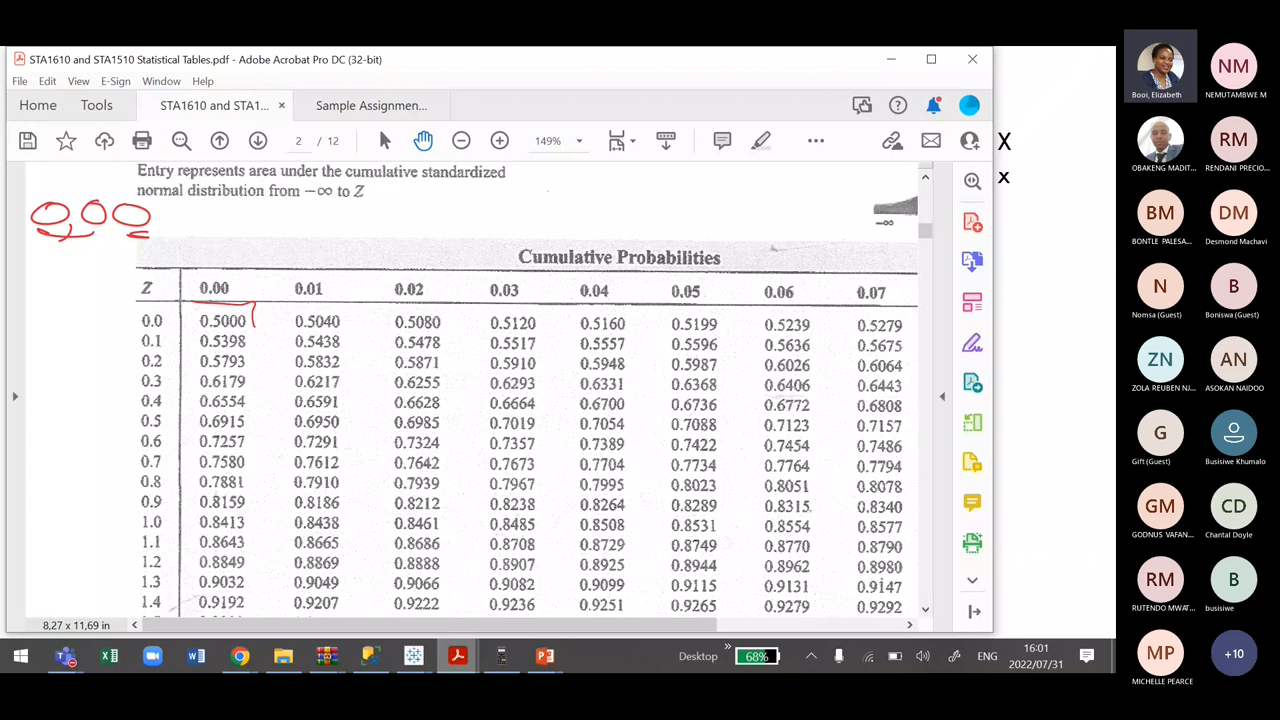 STA1610 and STA1510 Statistical Tables.pdf - Adobe Acrobat Pro DC (32-bit)
File Edit View E-Sign Window Help
Home Tools STA1610 and STA1... × Sample Assignmen...
2 / 12 149%
Entry represents area under the cumulative standardized
normal distribution from −∞ to Z
0,00
−∞
Cumulative Probabilities
Z 0.00 0.01 0.02 0.03 0.04 0.05 0.06 0.07
0.0 0.5000 0.5040 0.5080 0.5120 0.5160 0.5199 0.5239 0.5279
0.1 0.5398 0.5438 0.5478 0.5517 0.5557 0.5596 0.5636 0.5675
0.2 0.5793 0.5832 0.5871 0.5910 0.5948 0.5987 0.6026 0.6064
0.3 0.6179 0.6217 0.6255 0.6293 0.6331 0.6368 0.6406 0.6443
0.4 0.6554 0.6591 0.6628 0.6664 0.6700 0.6736 0.6772 0.6808
0.5 0.6915 0.6950 0.6985 0.7019 0.7054 0.7088 0.7123 0.7157
0.6 0.7257 0.7291 0.7324 0.7357 0.7389 0.7422 0.7454 0.7486
0.7 0.7580 0.7612 0.7642 0.7673 0.7704 0.7734 0.7764 0.7794
0.8 0.7881 0.7910 0.7939 0.7967 0.7995 0.8023 0.8051 0.8078
0.9 0.8159 0.8186 0.8212 0.8238 0.8264 0.8289 0.8315 0.8340
1.0 0.8413 0.8438 0.8461 0.8485 0.8508 0.8531 0.8554 0.8577
1.1 0.8643 0.8665 0.8686 0.8708 0.8729 0.8749 0.8770 0.8790
1.2 0.8849 0.8869 0.8888 0.8907 0.8925 0.8944 0.8962 0.8980
1.3 0.9032 0.9049 0.9066 0.9082 0.9099 0.9115 0.9131 0.9147
1.4 0.9192 0.9207 0.9222 0.9236 0.9251 0.9265 0.9279 0.9292
8,27 x 11,69 in
Desktop 68% ENG 16:01
2022/07/31
X
x
Booi, Elizabeth
NM
NEMUTAMBWE M
OBAKENG MADIT...
RM
RENDANI PRECIO...
BM
BONTLE PALESA...
DM
Desmond Machavi
N
Nomsa (Guest)
B
Boniswa (Guest)
ZN
ZOLA REUBEN NJ...
AN
ASOKAN NAIDOO
G
Gift (Guest)
Busisiwe Khumalo
GM
GODNUS VAFAN...
CD
Chantal Doyle
RM
RUTENDO MWAT...
B
busisiwe
MP
MICHELLE PEARCE
+10